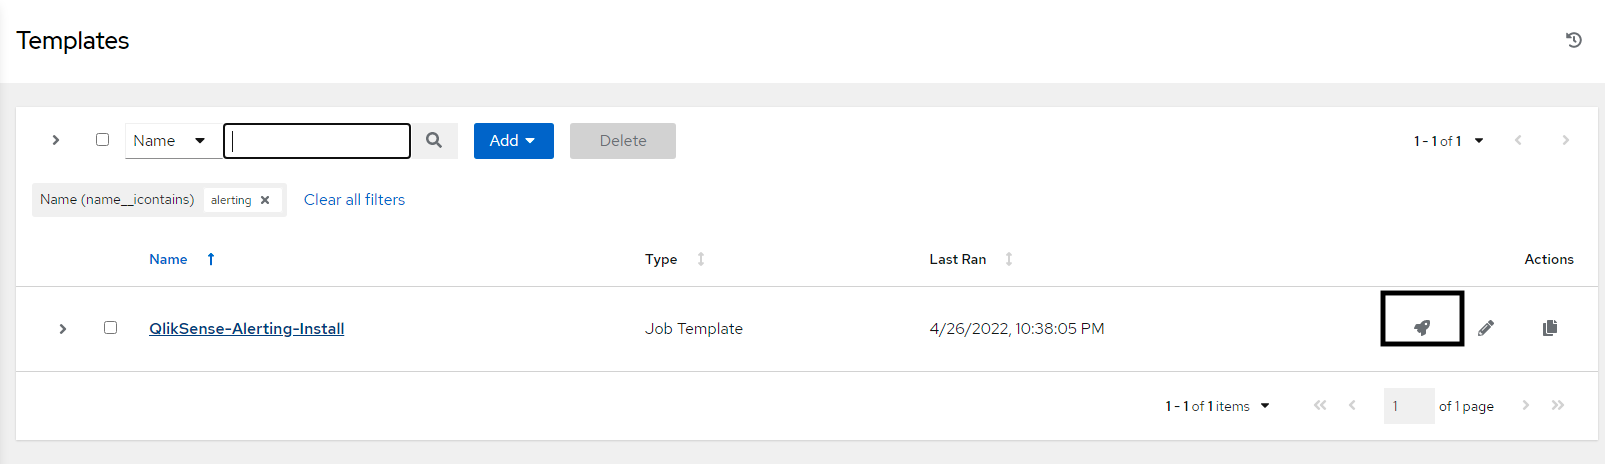 Templates
Name Add Delete 1 - 1 of 1
Name (name__icontains) alerting Clear all filters
Name Type Last Ran Actions
QlikSense-Alerting-Install Job Template 4/26/2022, 10:38:05 PM
1 - 1 of 1 items 1 of 1 page